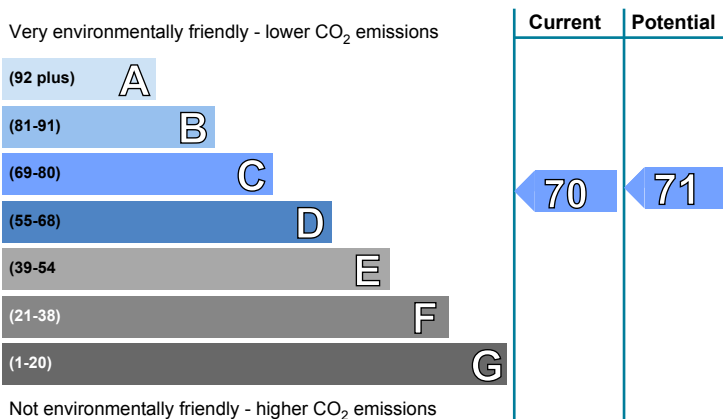 Very environmentally friendly - lower CO2 emissions
Current
Potential
(92 plus) A
(81-91) B
(69-80) C
(55-68) D
(39-54 E
(21-38) F
(1-20) G
70
71
Not environmentally friendly - higher CO2 emissions